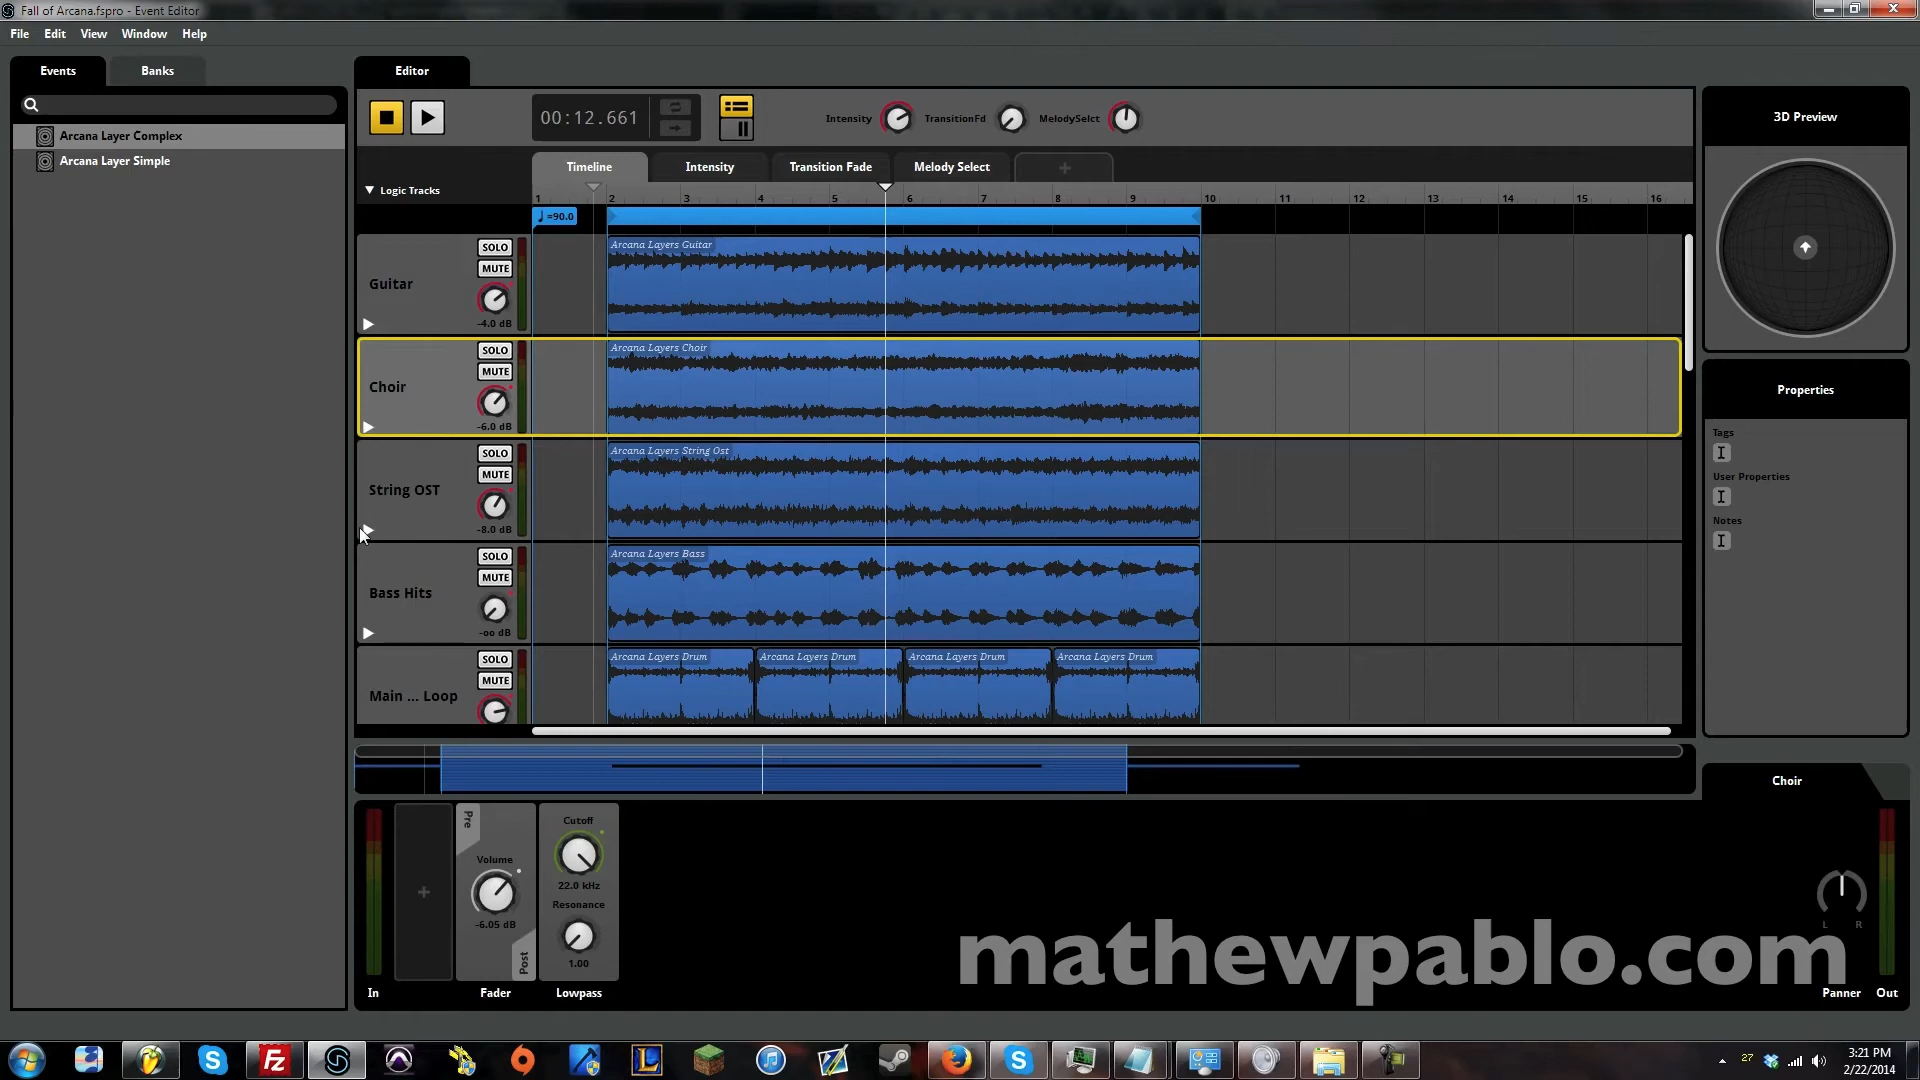 Fall of Arcana.fspro - Event Editor
File Edit View Window Help
Events Banks
Editor
Arcana Layer Complex
Arcana Layer Simple
00:12.661
Intensity TransitionFd MelodySelct
3D Preview
Timeline Intensity Transition Fade Melody Select +
Logic Tracks
1 2 3 4 5 6 7 8 9 10 11 12 13 14 15 16
♩=90.0
Guitar
SOLO
MUTE
-4.0 dB
Arcana Layers Guitar
Choir
SOLO
MUTE
-6.0 dB
Arcana Layers Choir
String OST
SOLO
MUTE
-8.0 dB
Arcana Layers String Ost
Bass Hits
SOLO
MUTE
-oo dB
Arcana Layers Bass
Main ... Loop
SOLO
MUTE
Arcana Layers Drum Arcana Layers Drum Arcana Layers Drum Arcana Layers Drum
Properties
Tags
User Properties
Notes
Choir
In
+
Pre
Volume
-6.05 dB
Post
Fader
Cutoff
22.0 kHz
Resonance
1.00
Lowpass
mathewpablo.com
L R
Panner Out
27
3:21 PM
2/22/2014